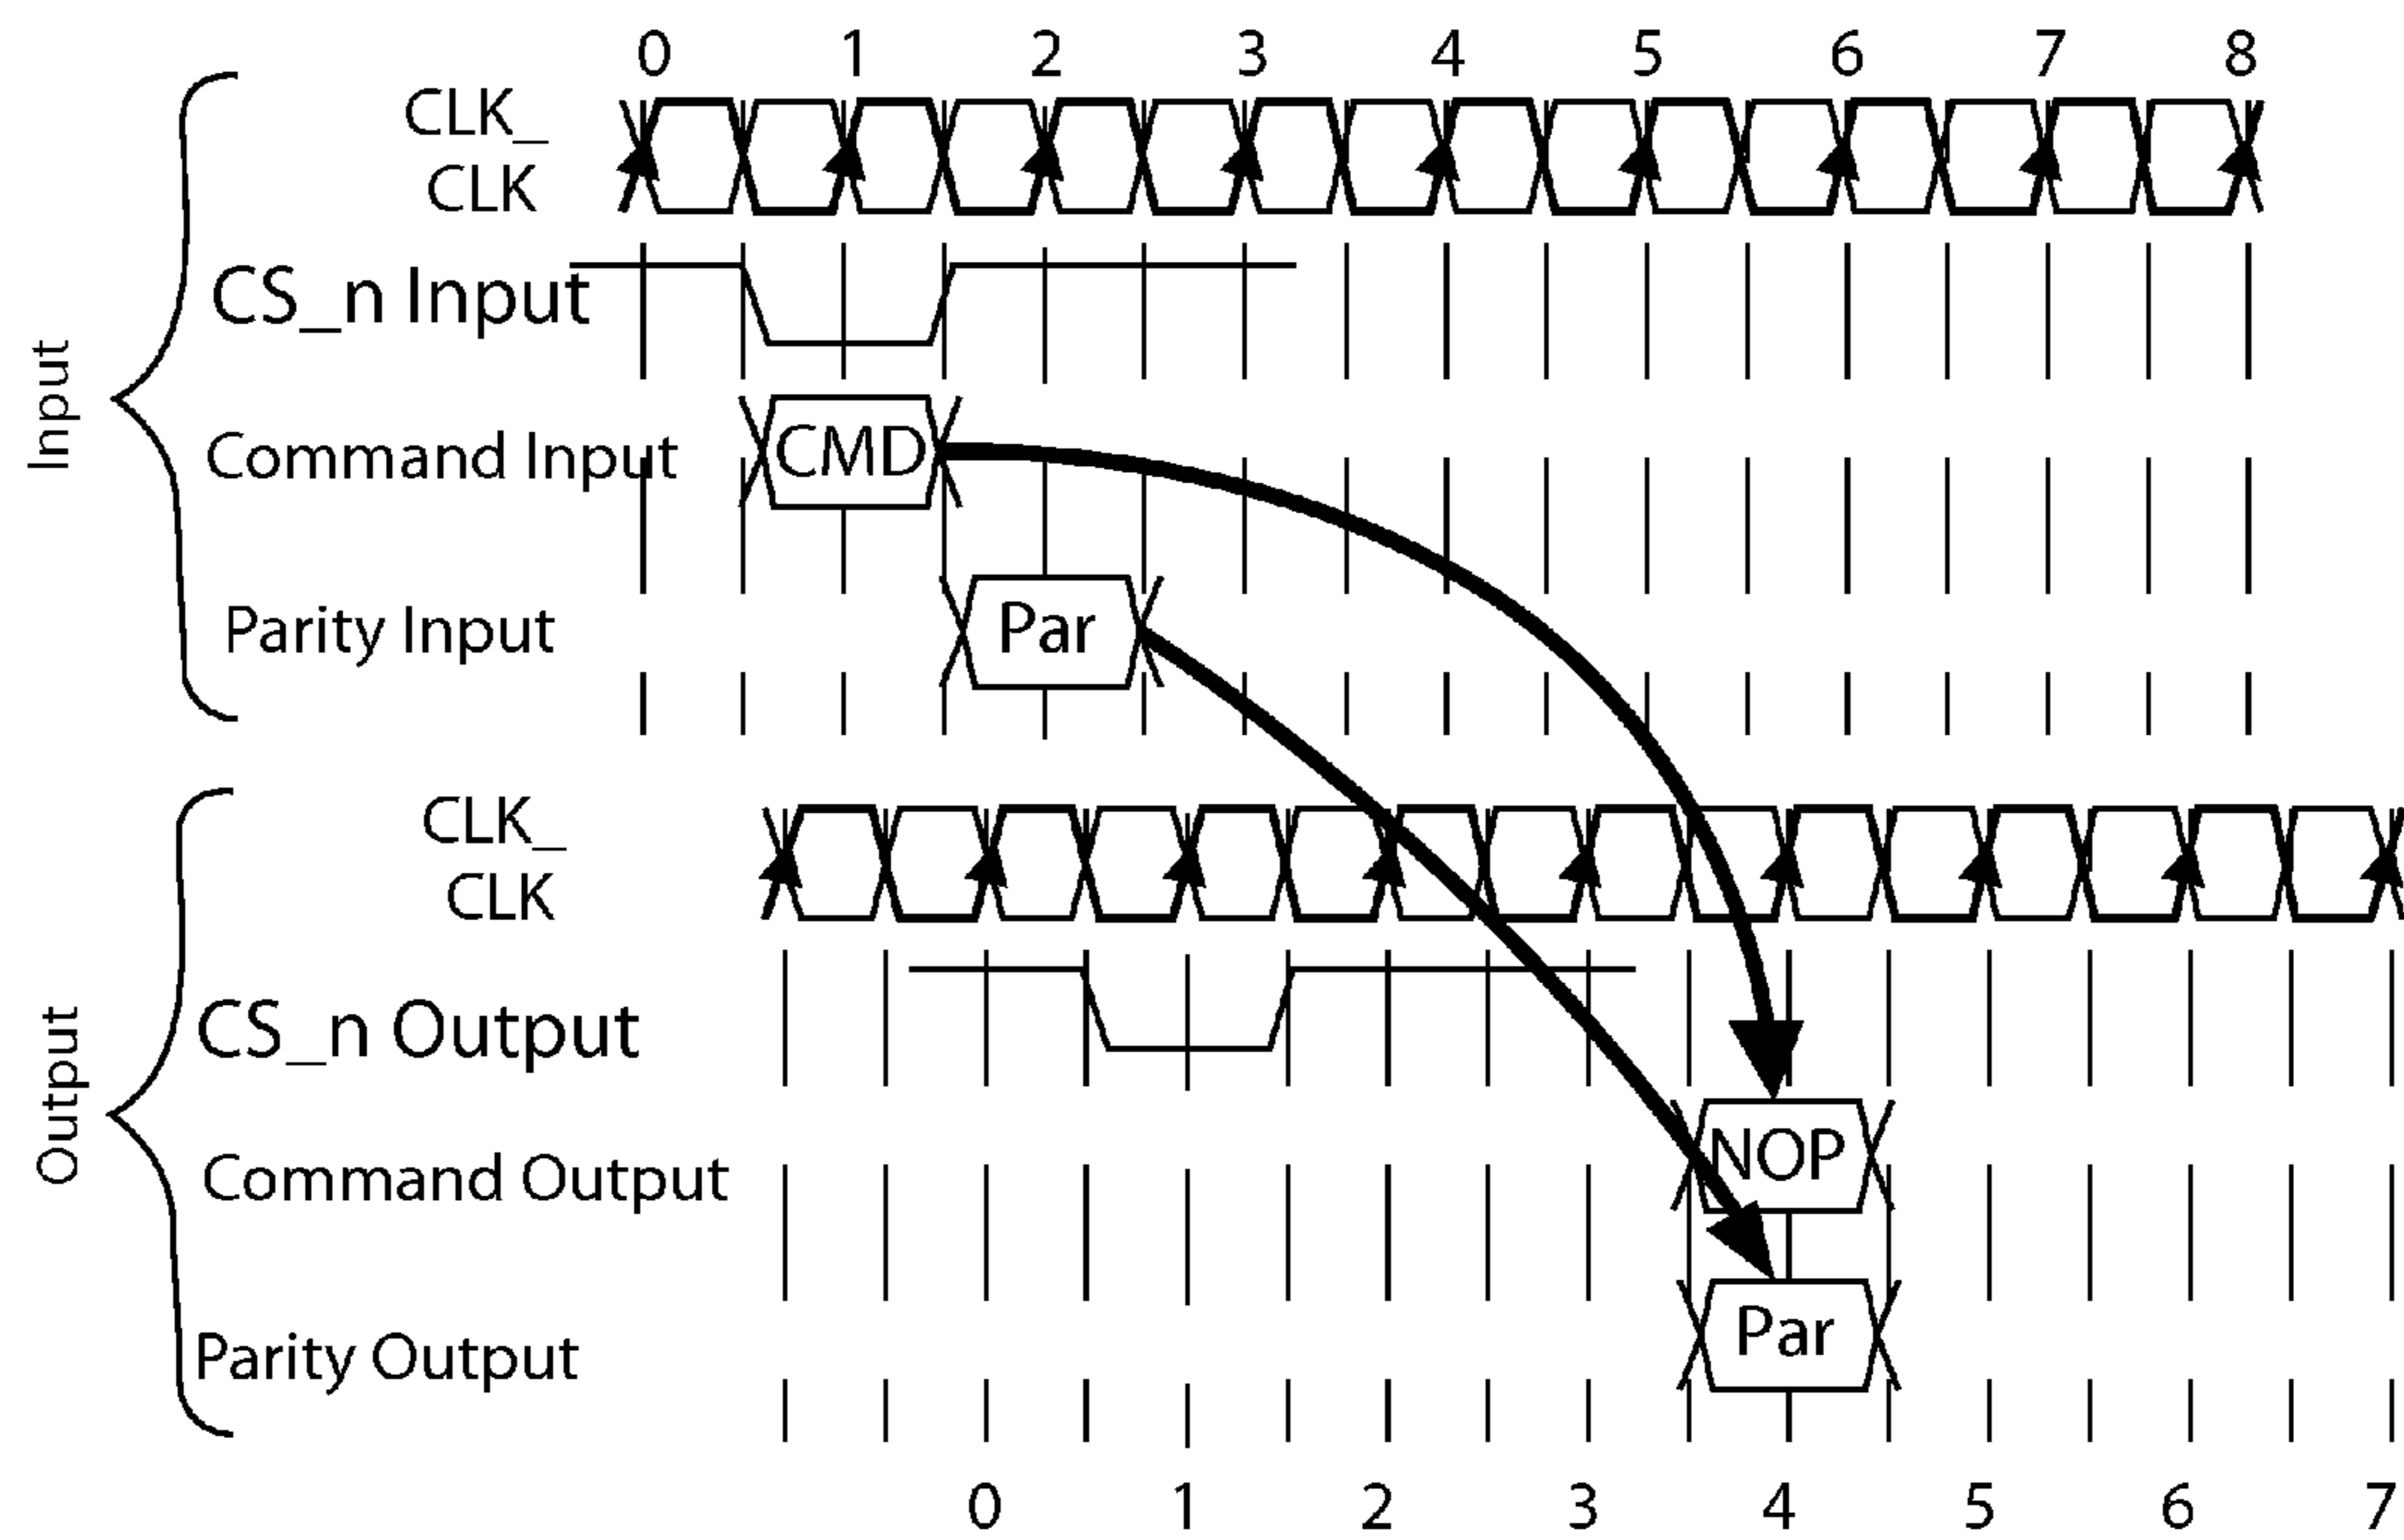 0 1 2 3 4 5 6 7 8
CLK_
CLK
CS_n Input
Input
Command Input
CMD
Parity Input
Par
CLK_
CLK
CS_n Output
Output
Command Output
NOP
Parity Output
Par
0 1 2 3 4 5 6 7